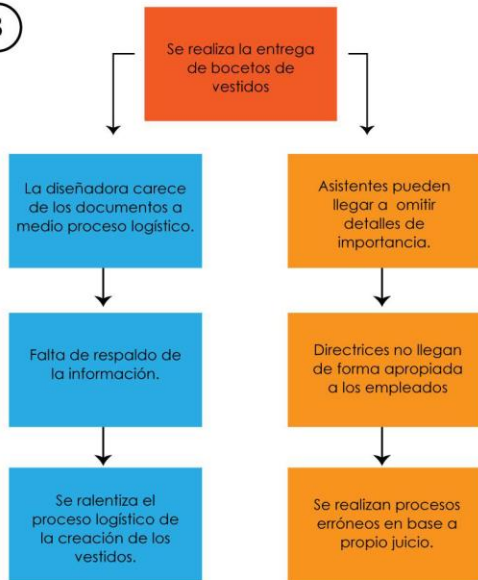 Se realiza la entrega
de bocetos de
vestidos
La diseñadora carece
de los documentos a
medio proceso logístico.
Falta de respaldo de
la información.
Se ralentiza el
proceso logístico de
la creación de los
vestidos.
Asistentes pueden
llegar a omitir
detalles de
importancia.
Directrices no llegan
de forma apropiada
a los empleados
Se realizan procesos
erróneos en base a
propio juicio.